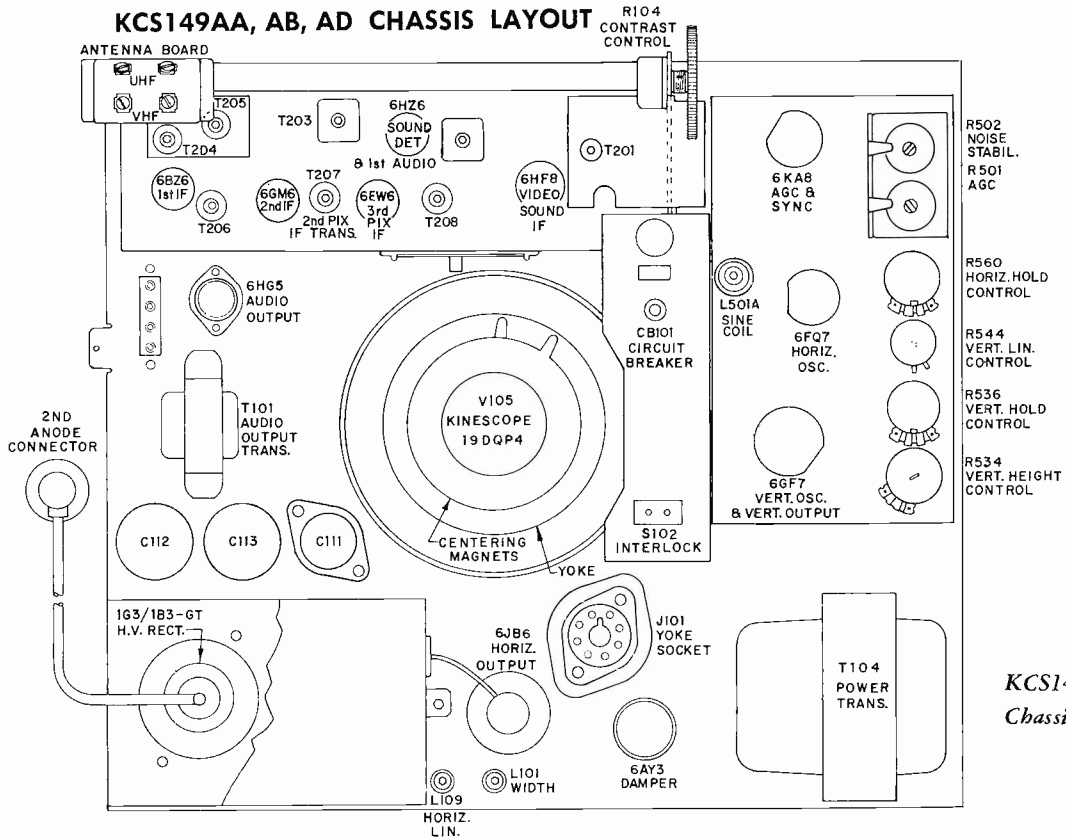 KCS149AA, AB, AD CHASSIS LAYOUT
R104
CONTRAST
CONTROL
ANTENNA BOARD
UHF
VHF
T205
T2D4
T203
6HZ6
SOUND
DET
& 1st AUDIO
T201
6BZ6
1st IF
T206
6GM6
2nd IF
T207
2nd PIX
IF TRANS.
6EW6
3rd
PIX
IF
T208
6HF8
VIDEO
SOUND
IF
6KA8
AGC &
SYNC
R502
NOISE
STABIL.
R501
AGC
6HG5
AUDIO
OUTPUT
CB101
CIRCUIT
BREAKER
L501A
SINE
COIL
6FQ7
HORIZ.
OSC.
R560
HORIZ. HOLD
CONTROL
R544
VERT. LIN.
CONTROL
R536
VERT. HOLD
CONTROL
R534
VERT. HEIGHT
CONTROL
2ND
ANODE
CONNECTOR
T101
AUDIO
OUTPUT
TRANS.
V105
KINESCOPE
19DQP4
6GF7
VERT. OSC.
& VERT. OUTPUT
C112
C113
C111
CENTERING
MAGNETS
YOKE
S102
INTERLOCK
1G3/1B3-GT
H.V. RECT.
6JB6
HORIZ.
OUTPUT
J101
YOKE
SOCKET
T104
POWER
TRANS.
KCS14
Chassi
6AY3
DAMPER
L109
HORIZ.
LIN.
L101
WIDTH